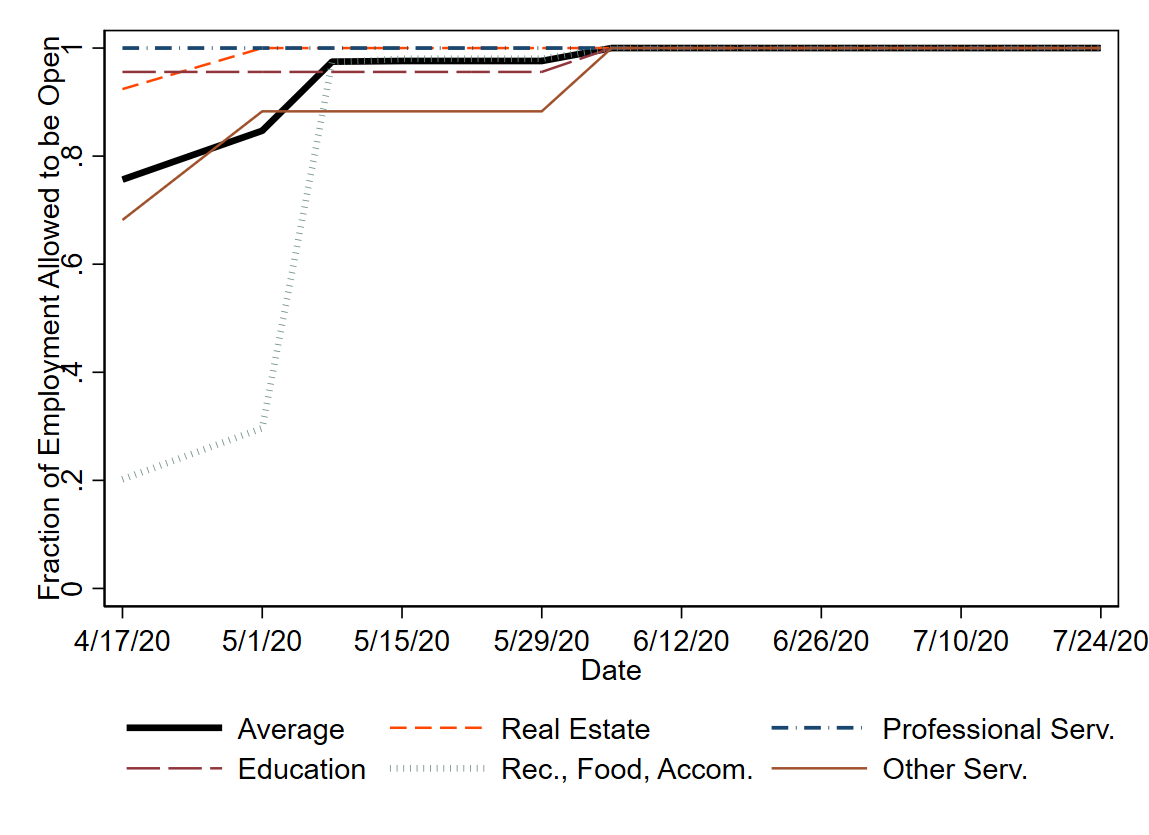 Fraction of Employment Allowed to be Open
1
.8
.6
.4
.2
0
4/17/20 5/1/20 5/15/20 5/29/20 6/12/20 6/26/20 7/10/20 7/24/20
Date
Average Real Estate Professional Serv.
Education Rec., Food, Accom. Other Serv.